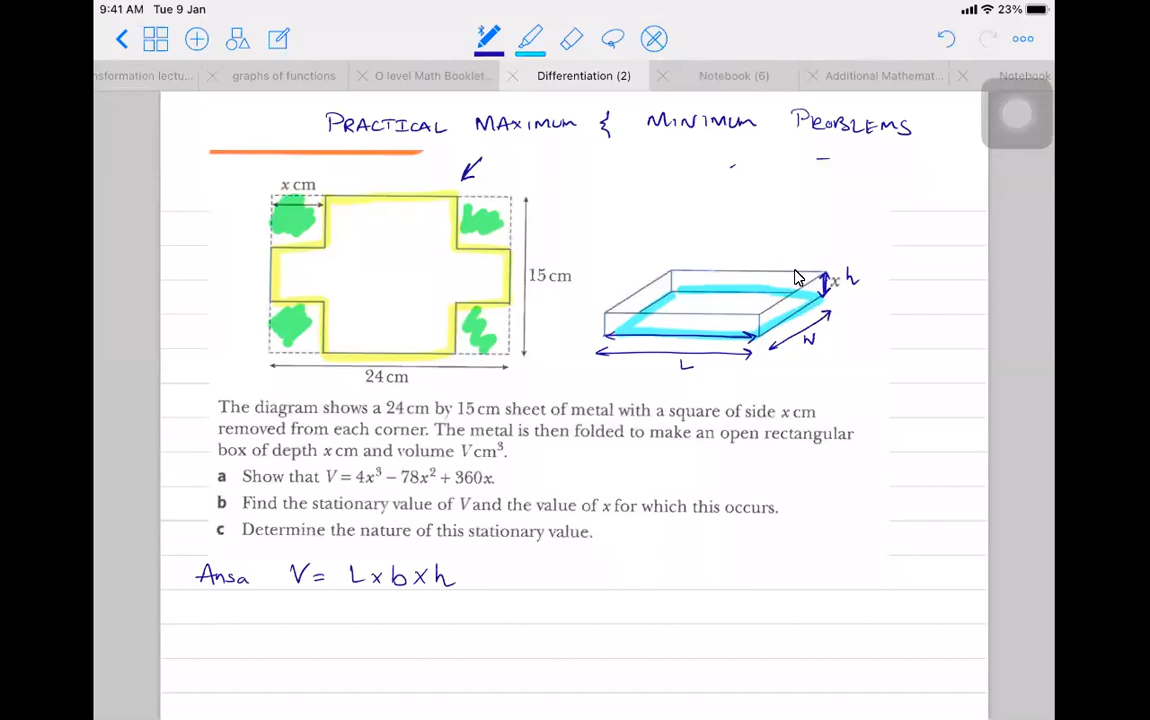 9:41 AM Tue 9 Jan
23%
nsformation lectu...
graphs of functions
O level Math Booklet...
Differentiation (2)
Notebook (6)
Additional Mathemat...
Notebook
PRACTICAL MAXIMUM & MINIMUM PROBLEMS
x cm
15 cm
24 cm
x h
W
L
The diagram shows a 24 cm by 15 cm sheet of metal with a square of side x cm
removed from each corner. The metal is then folded to make an open rectangular
box of depth x cm and volume V cm³.
a Show that V = 4x³ − 78x² + 360x.
b Find the stationary value of V and the value of x for which this occurs.
c Determine the nature of this stationary value.
Ansa V = L x b x h